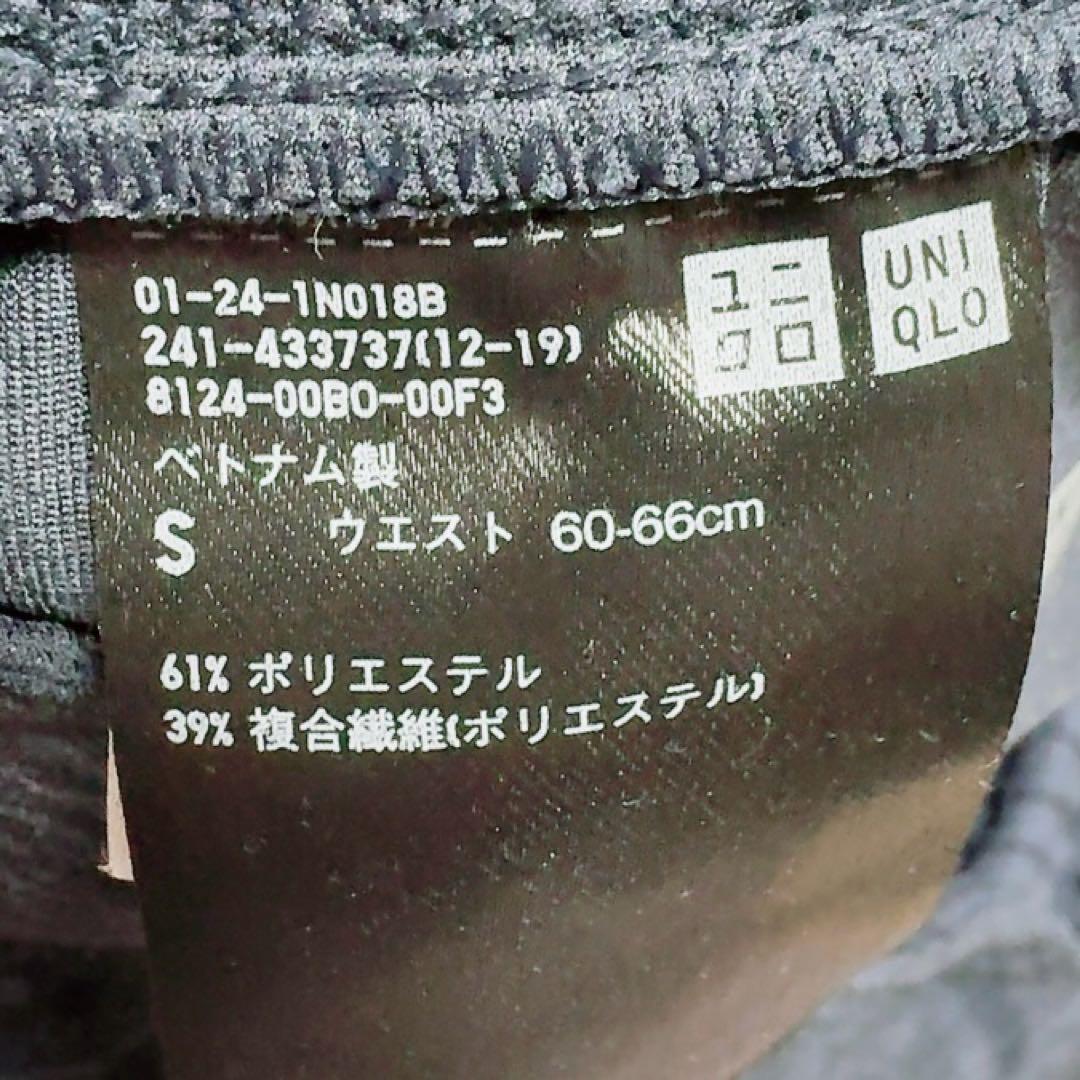 01-24-1N018B
241-433737(12-19)
8124-00B0-00F3
ユニ
クロ
UNI
QLO
ベトナム製
S ウエスト 60-66cm
61% ポリエステル
39% 複合繊維(ポリエステル)